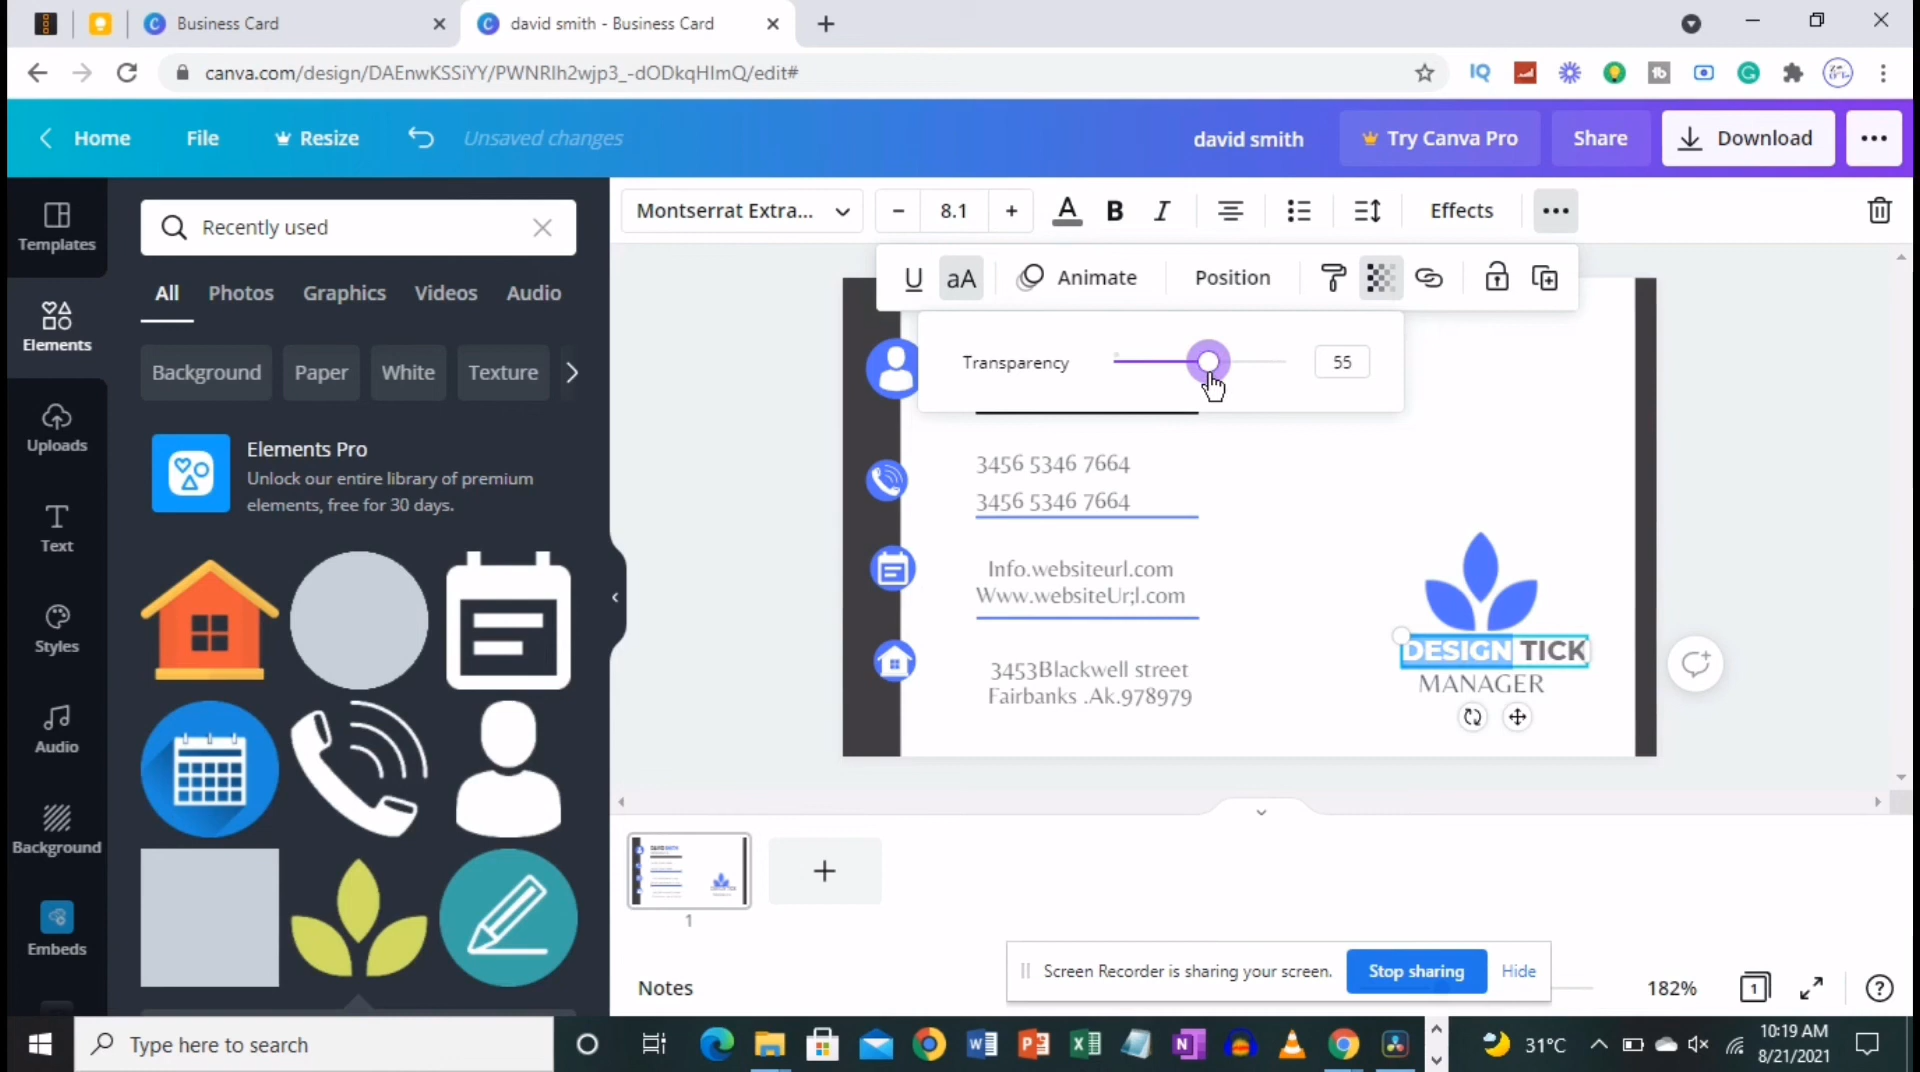 Business Card
david smith - Business Card
canva.com/design/DAEnwKSSiYY/PWNRIh2wjp3_-dODkqHImQ/edit#
IQ
Home
File
Resize
Unsaved changes
david smith
Try Canva Pro
Share
Download
Templates
Elements
Uploads
Text
Styles
Audio
Background
Embeds
Recently used
All
Photos
Graphics
Videos
Audio
Background
Paper
White
Texture
Elements Pro
Unlock our entire library of premium
elements, free for 30 days.
Montserrat Extra...
8.1
A
B
I
Effects
U
aA
Animate
Position
Transparency
55
3456 5346 7664
3456 5346 7664
Info.websiteurl.com
Www.websiteUr;l.com
3453Blackwell street
Fairbanks .Ak.978979
DESIGN TICK
MANAGER
1
Notes
Screen Recorder is sharing your screen.
Stop sharing
Hide
182%
1
Type here to search
31°C
10:19 AM
8/21/2021